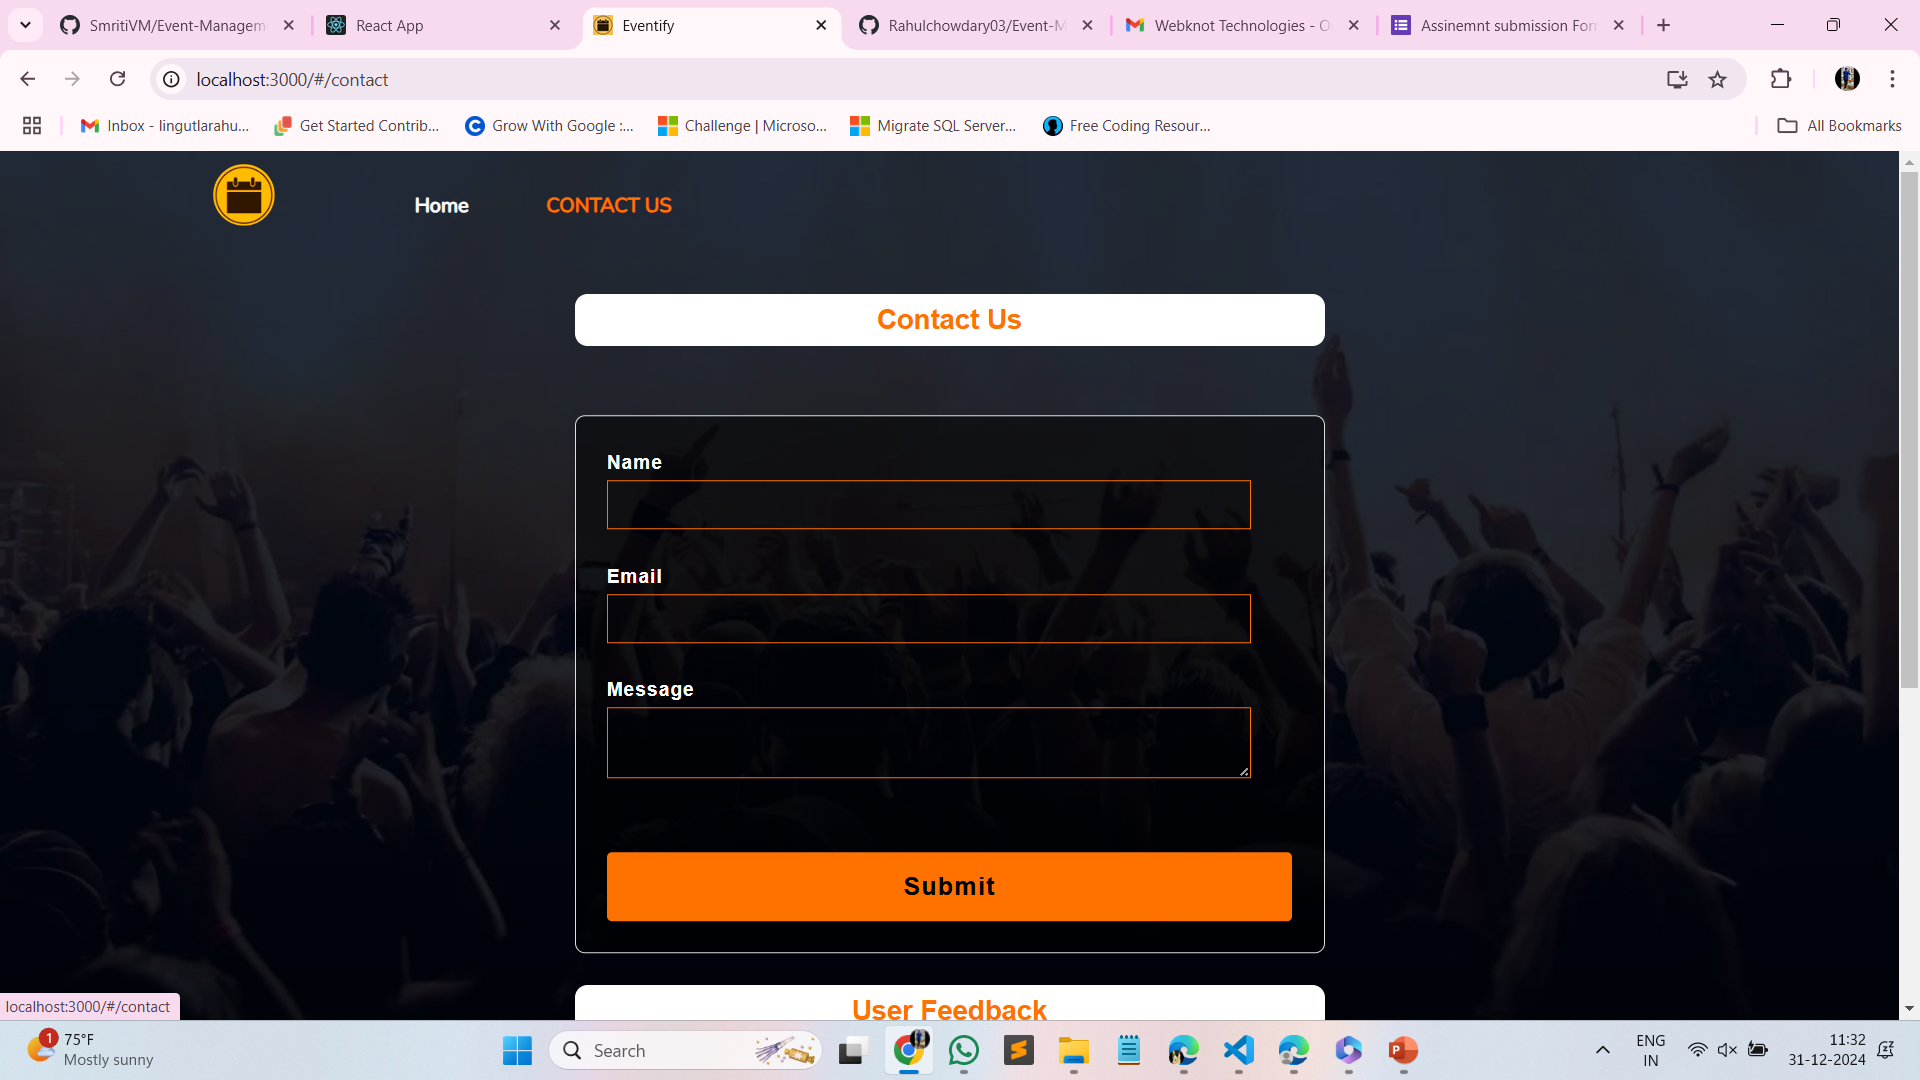 SmritiVM/Event-Managem
React App
Eventify
Rahulchowdary03/Event-M
Webknot Technologies - O
Assinemnt submission For
localhost:3000/#/contact
Inbox - lingutlarahu...
Get Started Contrib...
Grow With Google :...
Challenge | Microso...
Migrate SQL Server...
Free Coding Resour...
All Bookmarks
Home
CONTACT US
Contact Us
Name
Email
Message
Submit
User Feedback
localhost:3000/#/contact
1
75°F
Mostly sunny
Search
ENG
IN
11:32
31-12-2024